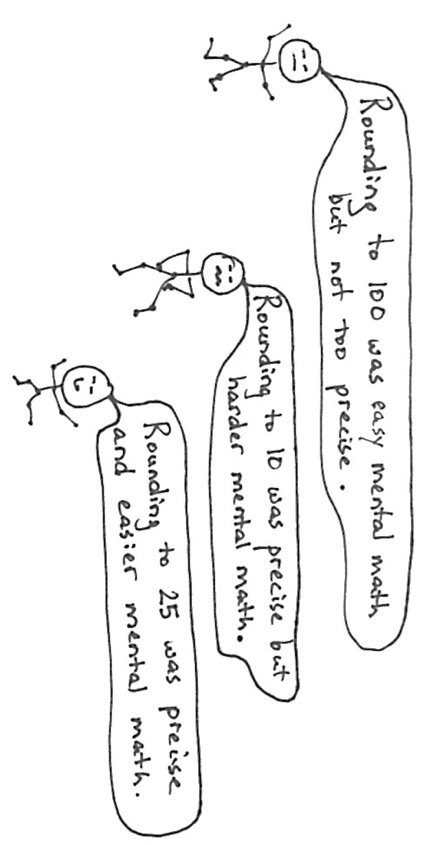 Rounding to 100 was easy mental math
but not too precise.
Rounding to 10 was precise but
harder mental math.
Rounding to 25 was precise
and easier mental math.